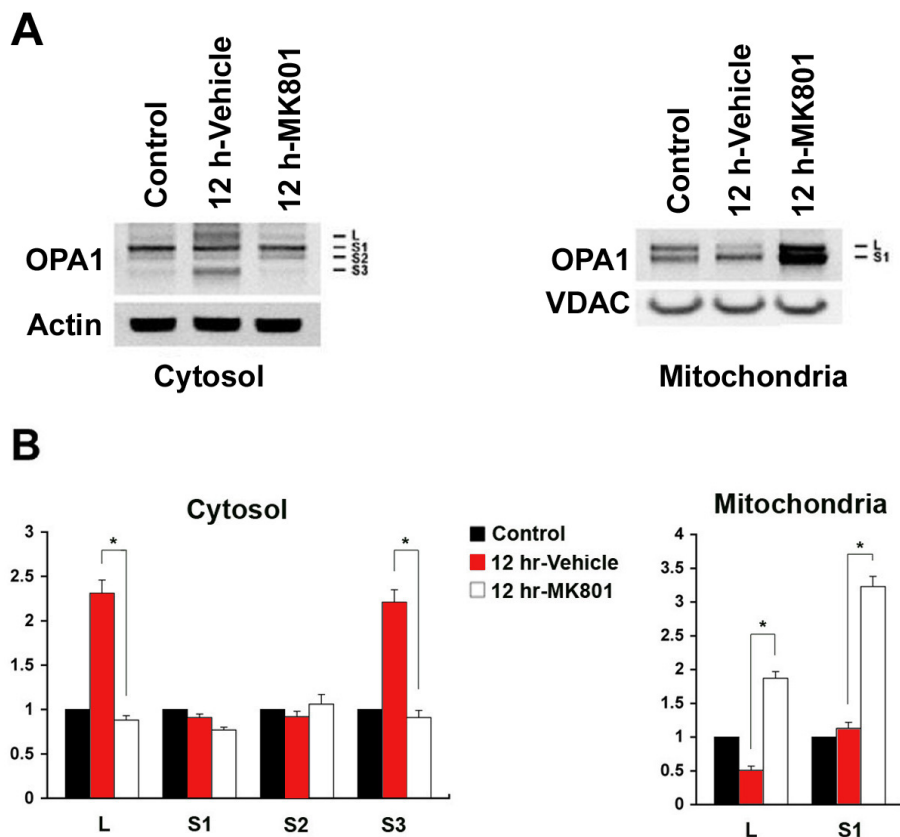 A
Control
12 h-Vehicle
12 h-MK801
OPA1
L
S1
S2
S3
Actin
Cytosol
Control
12 h-Vehicle
12 h-MK801
OPA1
L
S1
VDAC
Mitochondria
B
Cytosol
3
2.5
2
1.5
1
0.5
0
*
*
L
S1
S2
S3
Control
12 hr-Vehicle
12 hr-MK801
Mitochondria
4
3.5
3
2.5
2
1.5
1
0.5
0
*
*
L
S1